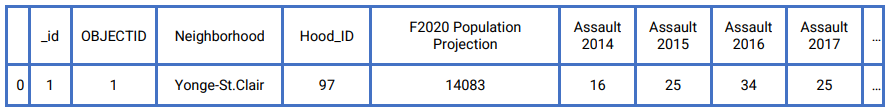 _id OBJECTID Neighborhood Hood_ID F2020 Population Projection Assault 2014 Assault 2015 Assault 2016 Assault 2017 ...
0 1 1 Yonge-St.Clair 97 14083 16 25 34 25 ...